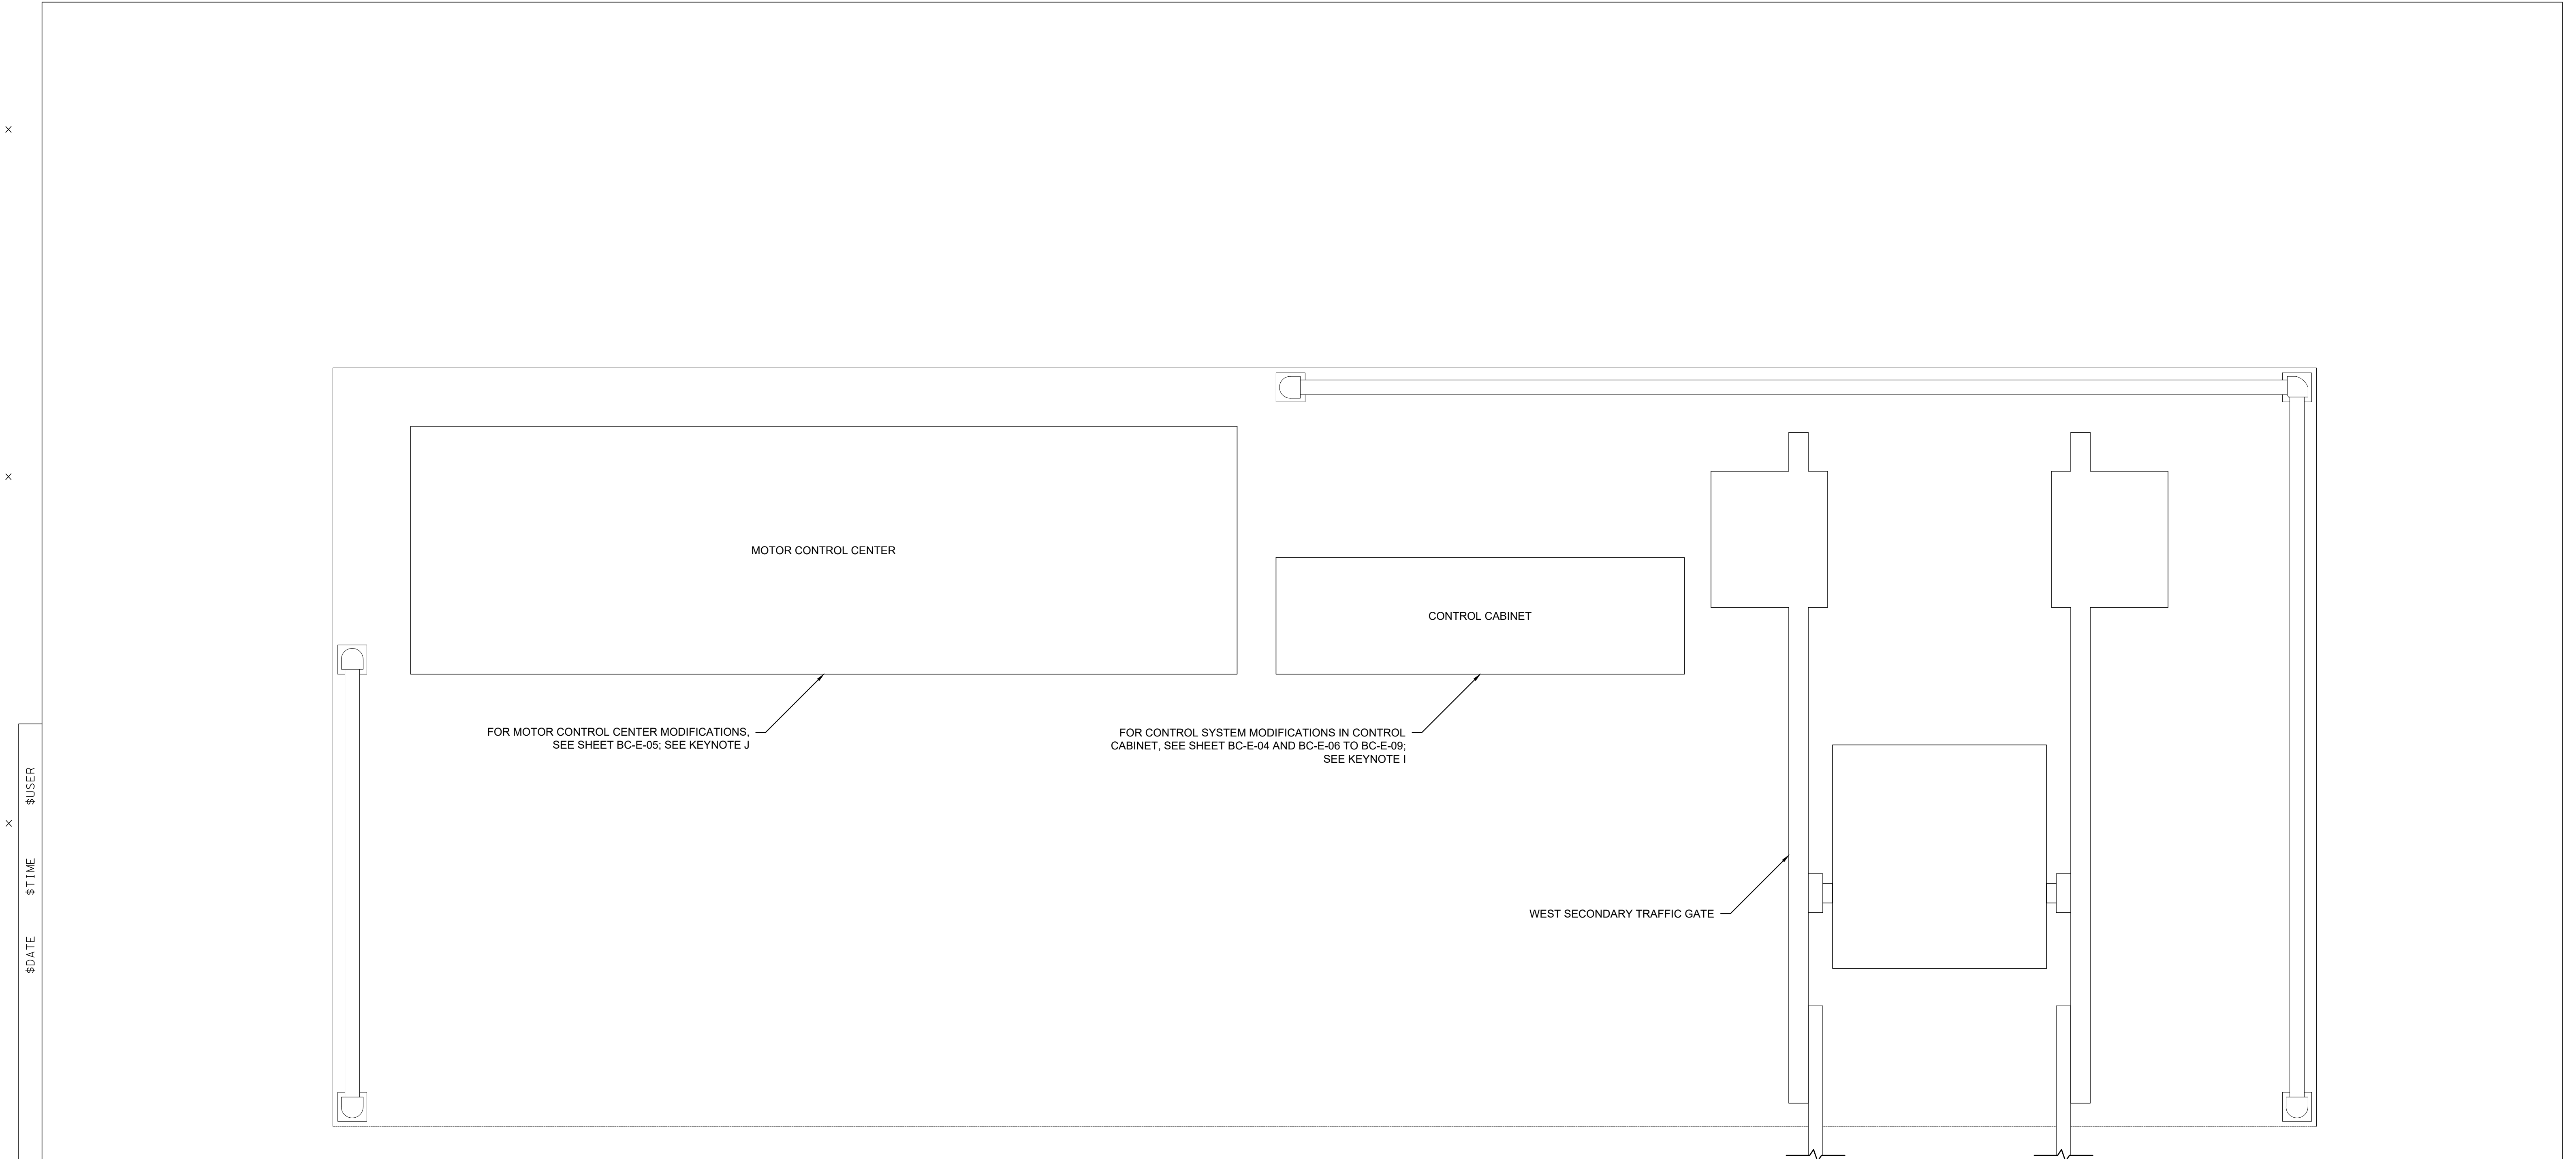 MOTOR CONTROL CENTER
CONTROL CABINET
FOR MOTOR CONTROL CENTER MODIFICATIONS,
SEE SHEET BC-E-05; SEE KEYNOTE J
FOR CONTROL SYSTEM MODIFICATIONS IN CONTROL
CABINET, SEE SHEET BC-E-04 AND BC-E-06 TO BC-E-09;
SEE KEYNOTE I
WEST SECONDARY TRAFFIC GATE
$DATE $TIME $USER